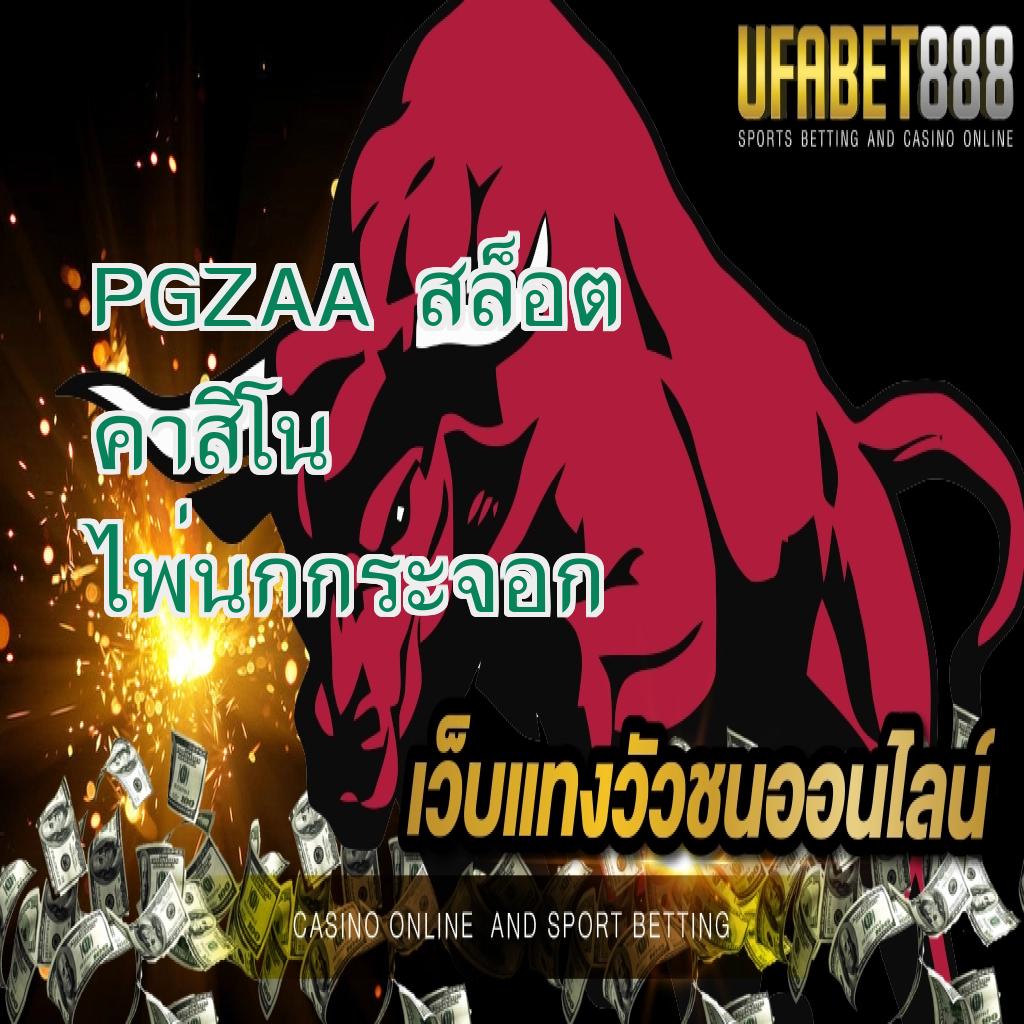 UFABET888
SPORTS BETTING AND CASINO ONLINE
PGZAA สล็อต
คาสิโน
ไพ่นกกระจอก
เว็บแทงวัวชนออนไลน์
CASINO ONLINE AND SPORT BETTING